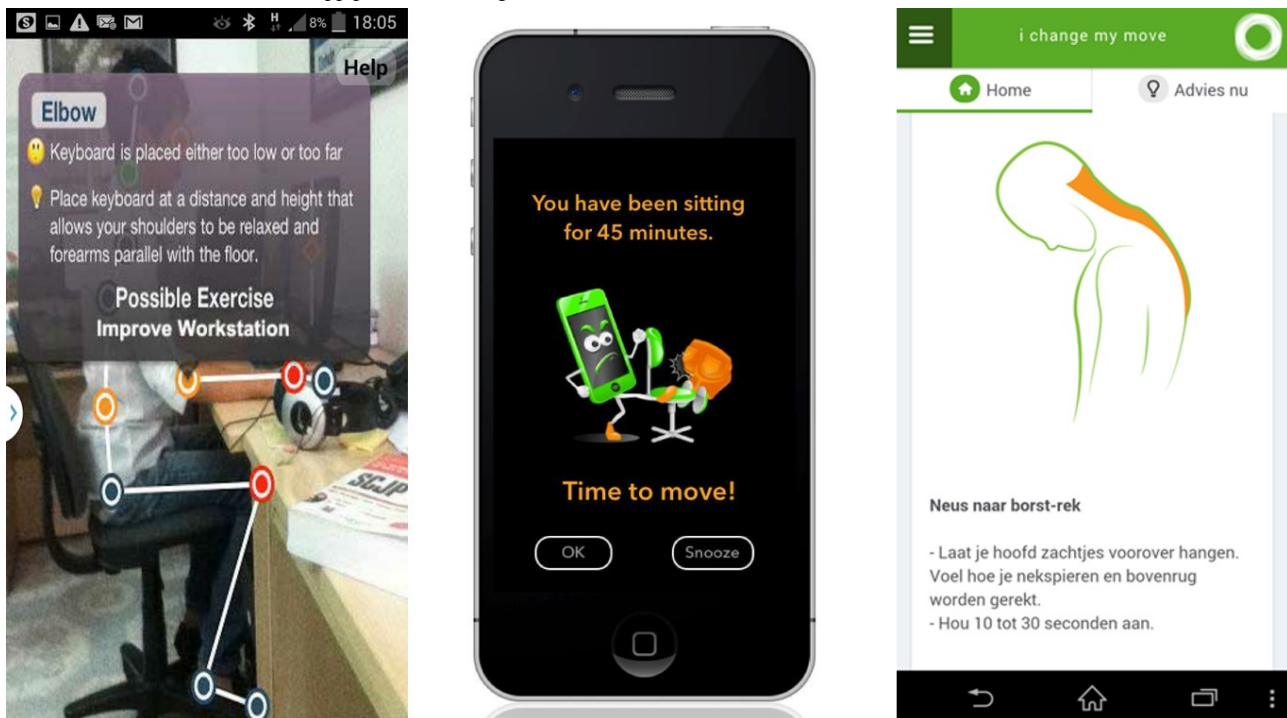 8%
18:05
Help
Elbow
Keyboard is placed either too low or too far
Place keyboard at a distance and height that
allows your shoulders to be relaxed and
forearms parallel with the floor.
Possible Exercise
Improve Workstation
SCJP
You have been sitting
for 45 minutes.
Time to move!
OK
Snooze
i change my move
Home
Advies nu
Neus naar borst-rek
- Laat je hoofd zachtjes voorover hangen.
Voel hoe je nekspieren en bovenrug
worden gerekt.
- Hou 10 tot 30 seconden aan.